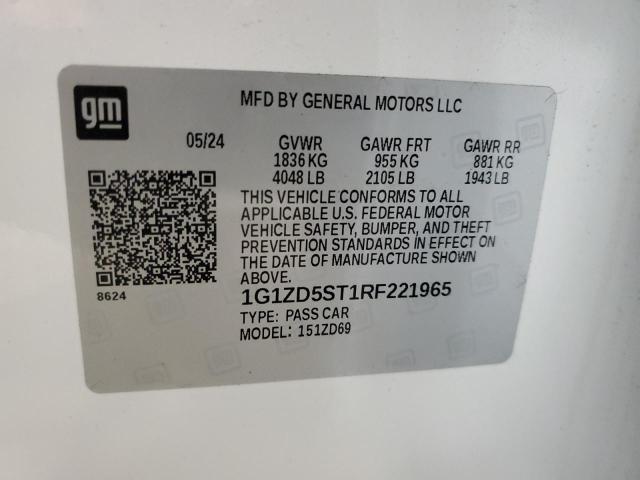 gm
MFD BY GENERAL MOTORS LLC
05/24 GVWR GAWR FRT GAWR RR
1836 KG 955 KG 881 KG
4048 LB 2105 LB 1943 LB
THIS VEHICLE CONFORMS TO ALL
APPLICABLE U.S. FEDERAL MOTOR
VEHICLE SAFETY, BUMPER, AND THEFT
PREVENTION STANDARDS IN EFFECT ON
THE DATE OF MANUFACTURE SHOWN
ABOVE.
8624
1G1ZD5ST1RF221965
TYPE: PASS CAR
MODEL: 151ZD69